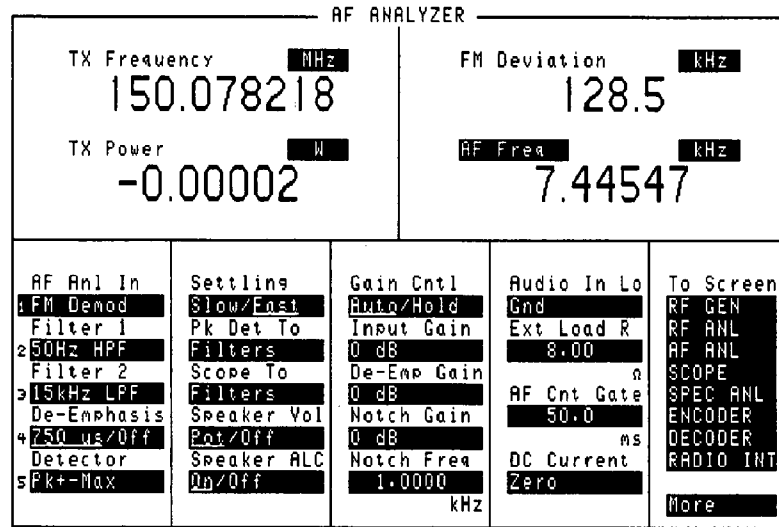 AF ANALYZER
TX Frequency MHz
150.078218
TX Power W
-0.00002
FM Deviation kHz
128.5
AF Freq kHz
7.44547
AF Anl In
1 FM Demod
Filter 1
2 50Hz HPF
Filter 2
3 15kHz LPF
De-Emphasis
4 750 us/Off
Detector
5 Pk+-Max
Settling
Slow/Fast
Pk Det To
Filters
Scope To
Filters
Speaker Vol
Pot/Off
Speaker ALC
On/Off
Gain Cntl
Auto/Hold
Input Gain
0 dB
De-Emp Gain
0 dB
Notch Gain
0 dB
Notch Freq
1.0000
kHz
Audio In Lo
Gnd
Ext Load R
8.00
Ω
AF Cnt Gate
50.0
ms
DC Current
Zero
To Screen
RF GEN
RF ANL
AF ANL
SCOPE
SPEC ANL
ENCODER
DECODER
RADIO INT
More